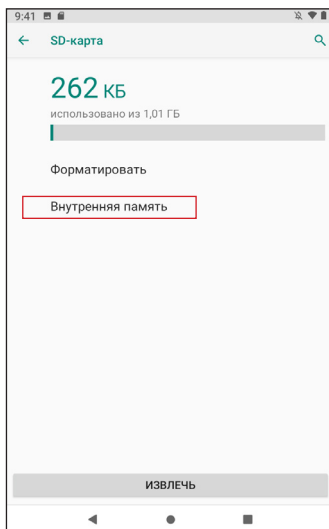 9:41
SD-карта
262 КБ
использовано из 1,01 ГБ
Форматировать
Внутренняя память
ИЗВЛЕЧЬ